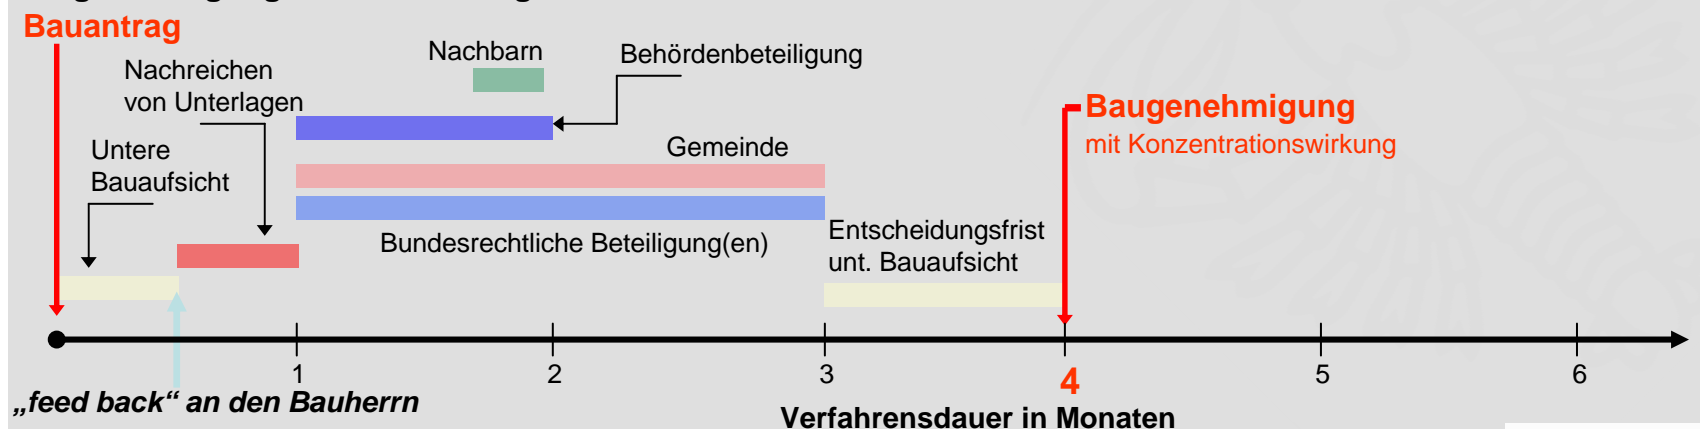 Bauantrag
Nachbarn
Behördenbeteiligung
Nachreichen
von Unterlagen
Baugenehmigung
mit Konzentrationswirkung
Untere
Bauaufsicht
Gemeinde
Bundesrechtliche Beteiligung(en)
Entscheidungsfrist
unt. Bauaufsicht
1
2
3
4
5
6
„feed back“ an den Bauherrn
Verfahrensdauer in Monaten